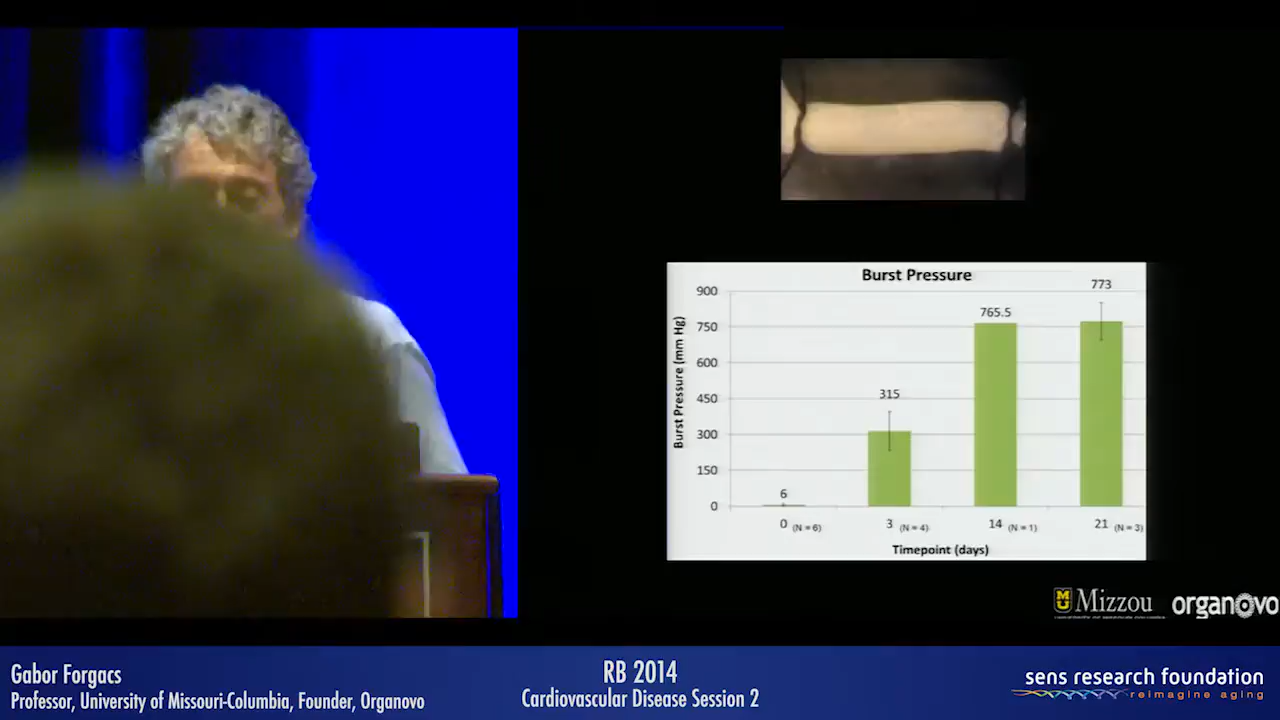 Burst Pressure
Burst Pressure (mm Hg)
900
750
600
450
300
150
0
6
315
765.5
773
0 (N = 6)
3 (N = 4)
14 (N = 1)
21 (N = 3)
Timepoint (days)
MU Mizzou
organovo
Gabor Forgacs
Professor, University of Missouri-Columbia, Founder, Organovo
RB 2014
Cardiovascular Disease Session 2
sens research foundation
reimagine aging